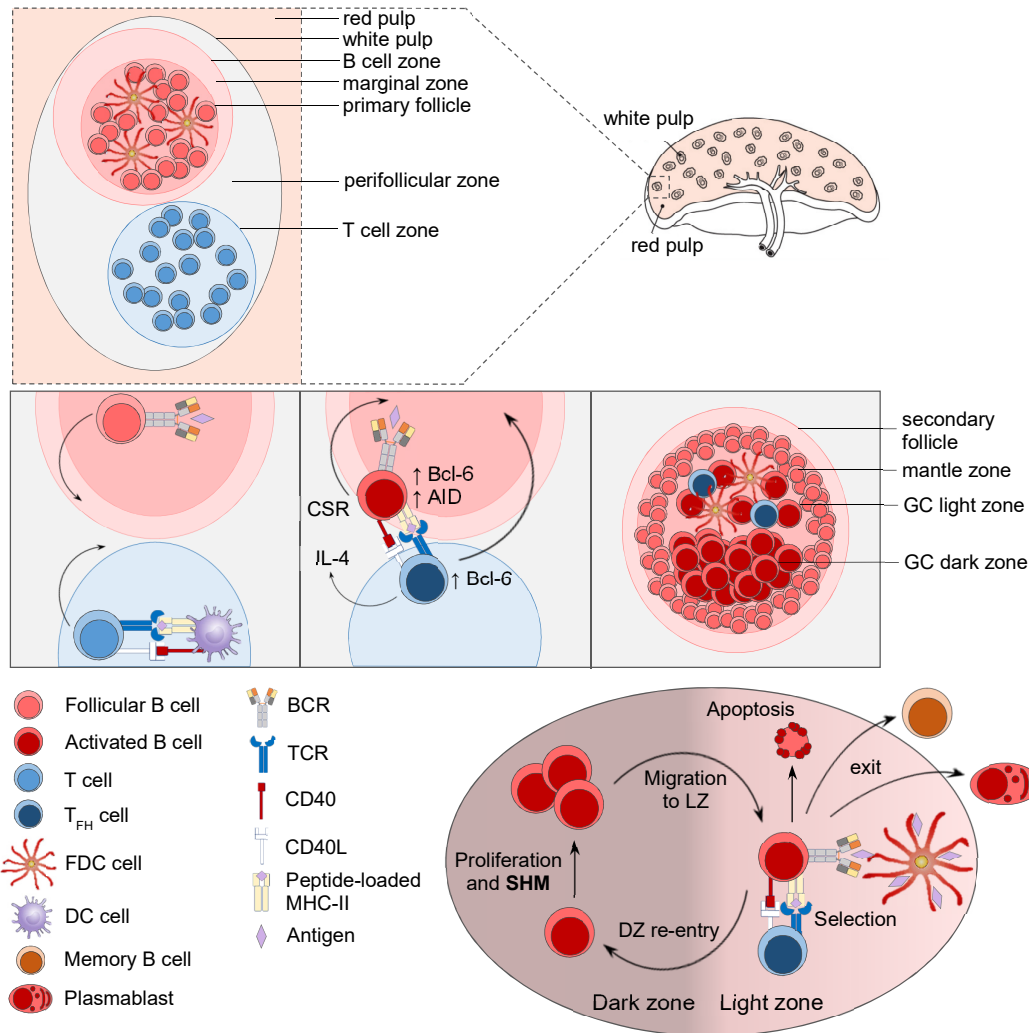 red pulp
white pulp
B cell zone
marginal zone
primary follicle
perifollicular zone
T cell zone
white pulp
red pulp
CSR
↑ Bcl-6
↑ AID
IL-4
↑ Bcl-6
secondary
follicle
mantle zone
GC light zone
GC dark zone
Follicular B cell
Activated B cell
T cell
TFH cell
FDC cell
DC cell
Memory B cell
Plasmablast
BCR
TCR
CD40
CD40L
Peptide-loaded
MHC-II
Antigen
Apoptosis
exit
Migration
to LZ
Proliferation
and SHM
DZ re-entry
Selection
Dark zone
Light zone